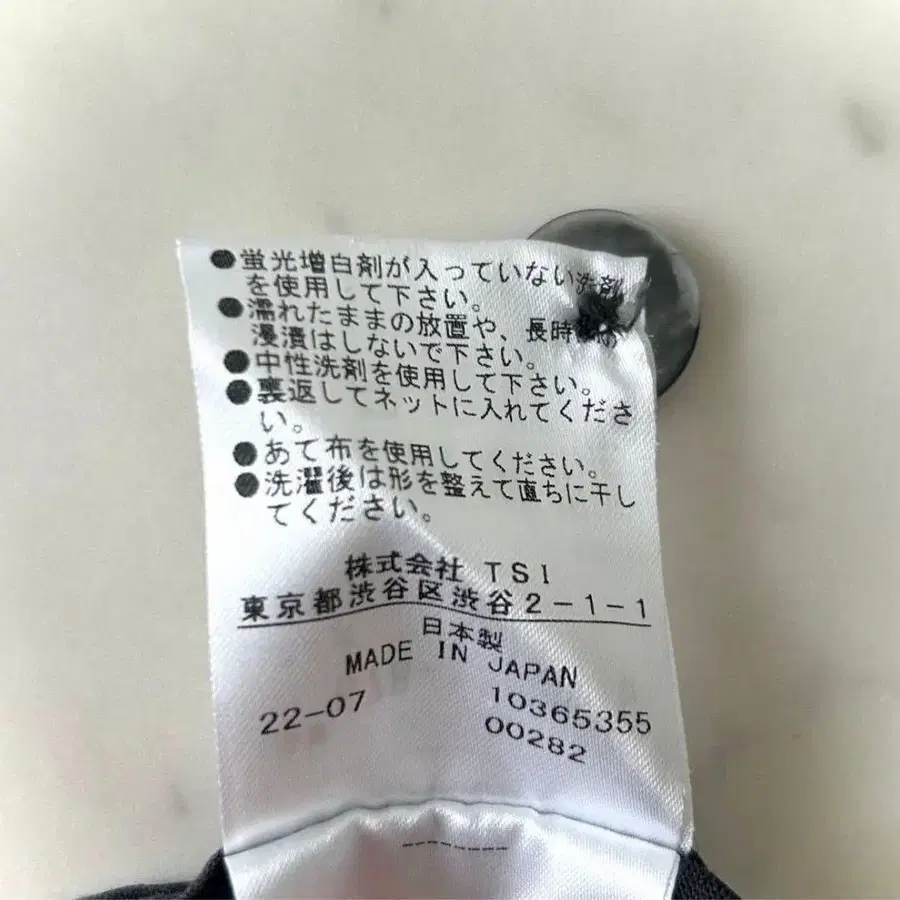 ●蛍光増白剤が入っていない洗剤
を使用して下さい。
●濡れたままの放置や、長時
浸漬はしないで下さい。
●中性洗剤を使用して下さい。
●裏返してネットに入れてくださ
い。
●あて布を使用してください。
●洗濯後は形を整えて直ちに干し
てください。
株式会社 TSI
東京都渋谷区渋谷2-1-1
日本製
MADE IN JAPAN
22-07 10365355
00282